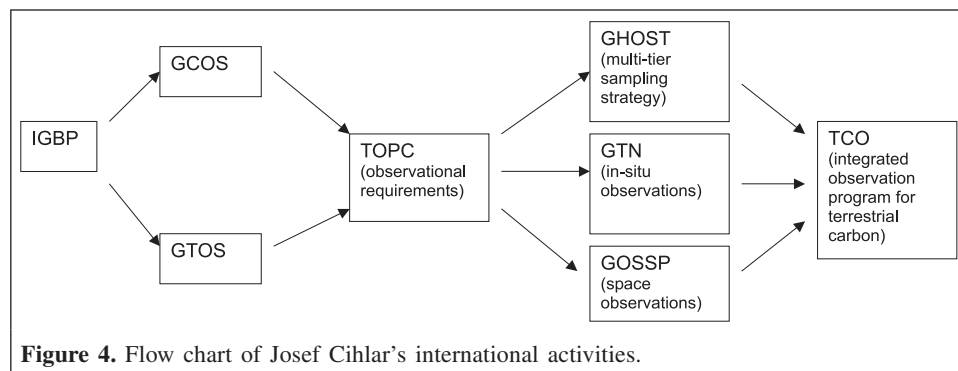 IGBP
GCOS
GTOS
TOPC
(observational
requirements)
GHOST
(multi-tier
sampling
strategy)
GTN
(in-situ
observations)
GOSSP
(space
observations)
TCO
(integrated
observation
program for
terrestrial
carbon)
Figure 4. Flow chart of Josef Cihlar's international activities.